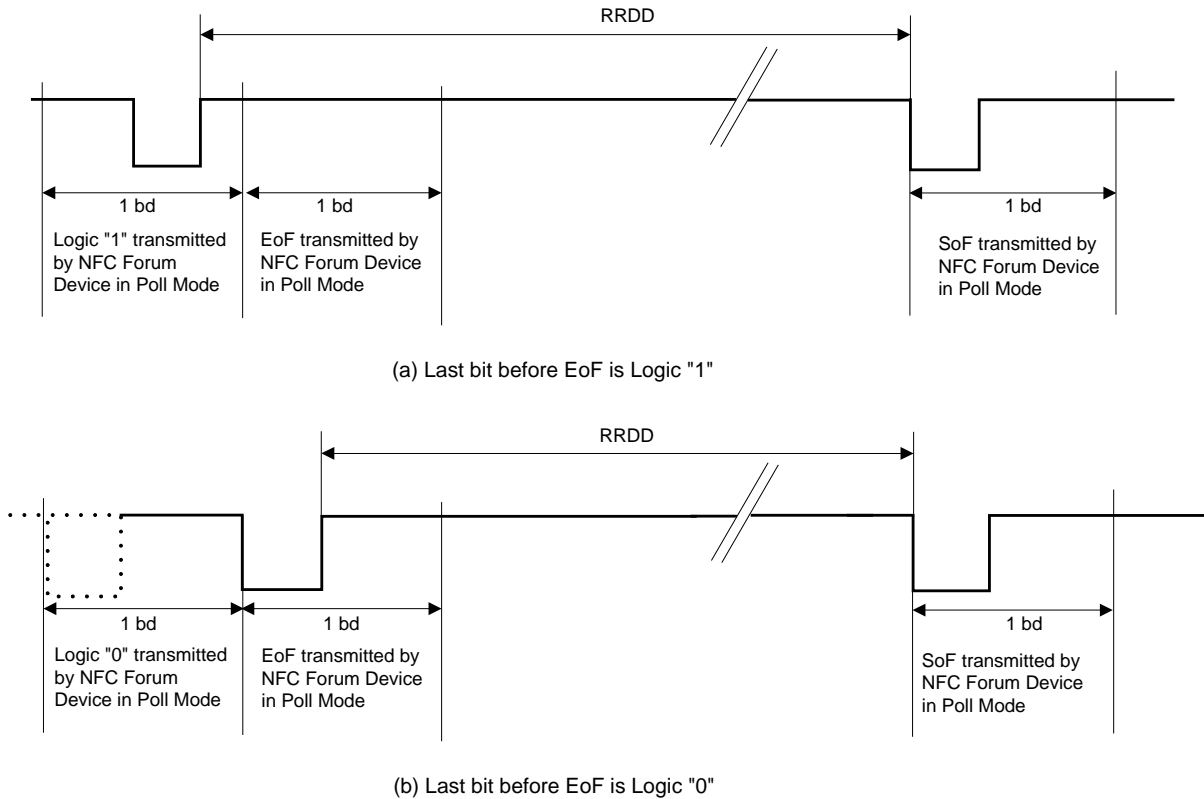 RRDD
1 bd
1 bd
1 bd
Logic "1" transmitted
by NFC Forum
Device in Poll Mode
EoF transmitted by
NFC Forum Device
in Poll Mode
SoF transmitted by
NFC Forum Device
in Poll Mode
(a) Last bit before EoF is Logic "1"
RRDD
1 bd
1 bd
1 bd
Logic "0" transmitted
by NFC Forum
Device in Poll Mode
EoF transmitted by
NFC Forum Device
in Poll Mode
SoF transmitted by
NFC Forum Device
in Poll Mode
(b) Last bit before EoF is Logic "0"